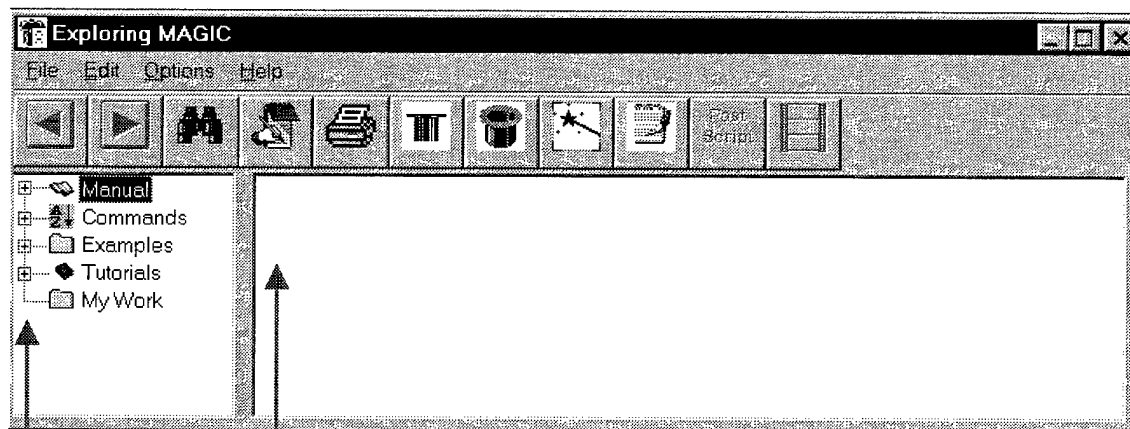 Exploring MAGIC
File Edit Options Help
Post
Script
Manual
Commands
Examples
Tutorials
My Work